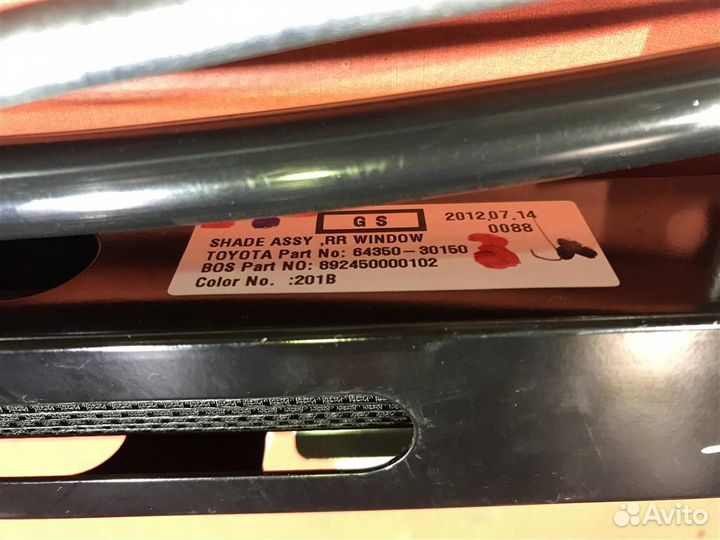 GS 2012.07.14
0088
SHADE ASSY ,RR WINDOW
TOYOTA Part No: 64350-30150
BOS Part NO: 892450000102
Color No. :201B
Avito